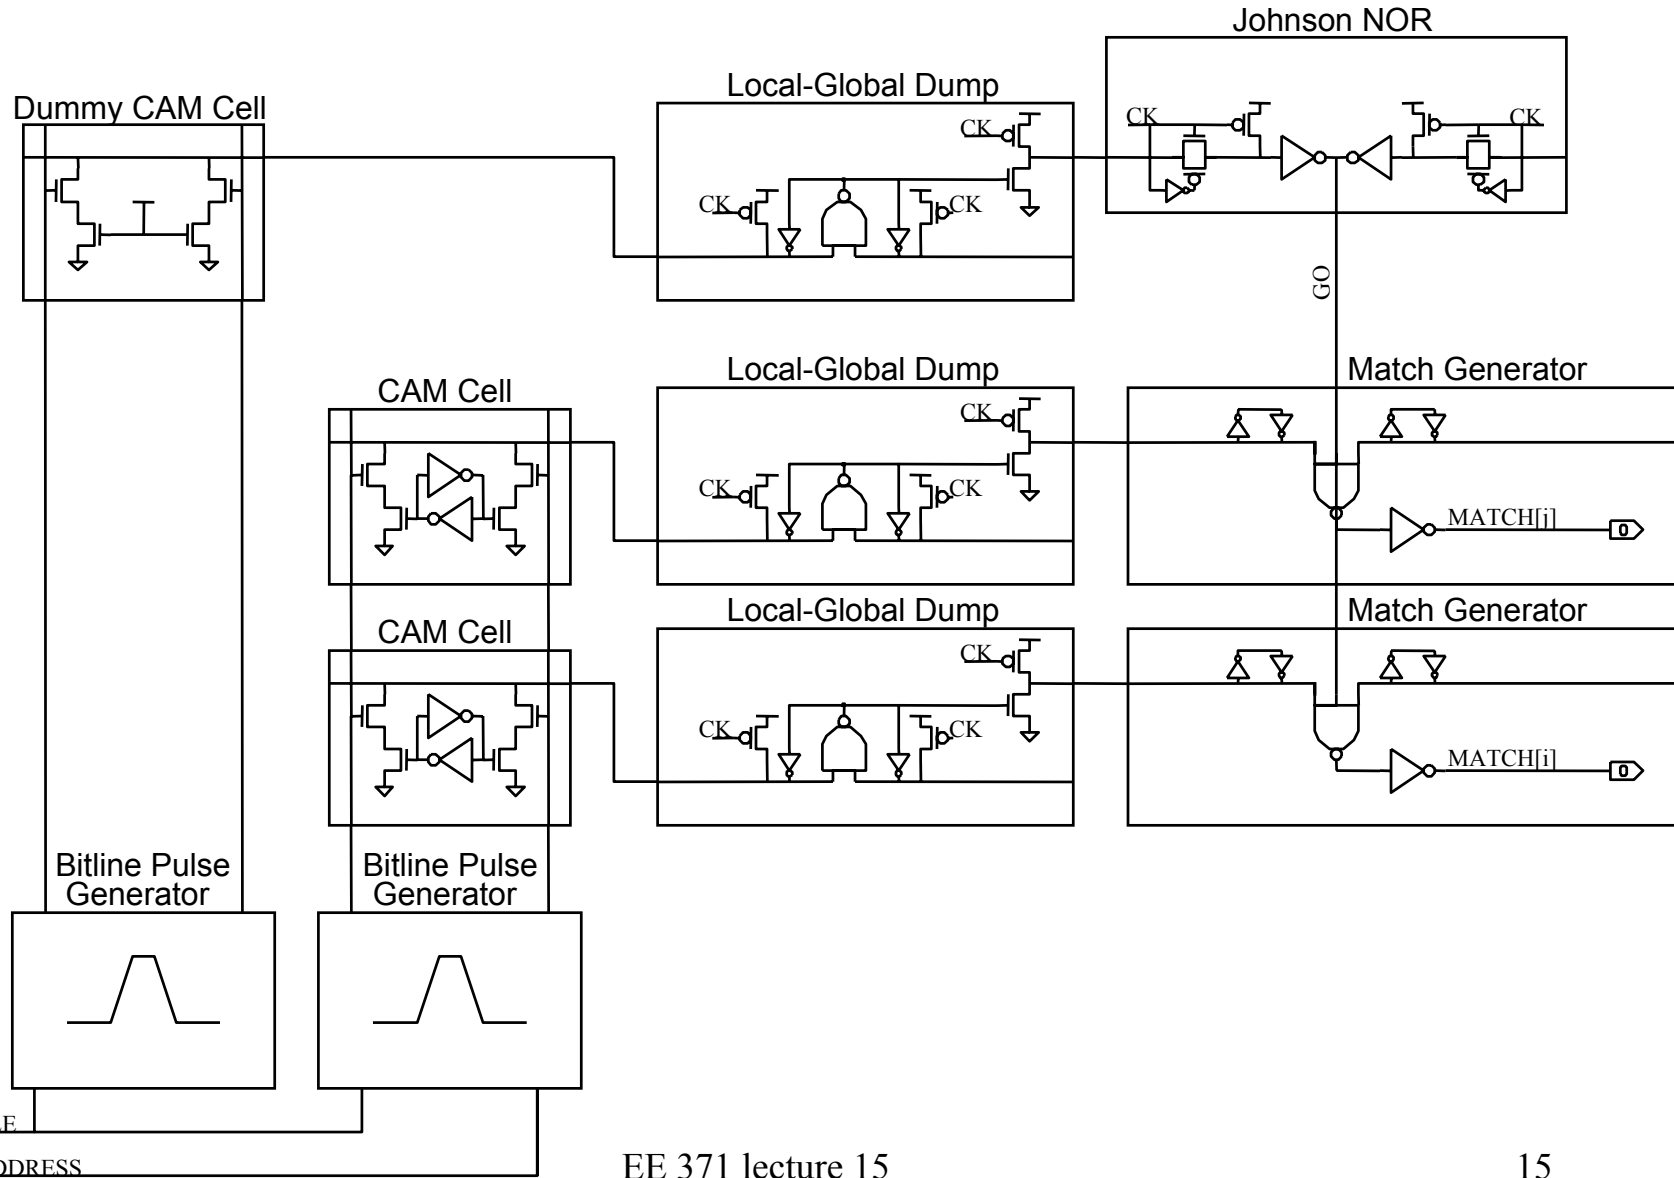 Johnson NOR
CK
CK
Local-Global Dump
CK
CK
CK
Dummy CAM Cell
GO
Local-Global Dump
CK
CK
CK
Match Generator
MATCH[j]
0
CAM Cell
Local-Global Dump
CK
CK
CK
Match Generator
MATCH[i]
0
CAM Cell
Bitline Pulse
Generator
Bitline Pulse
Generator
EE 371 lecture 15
15